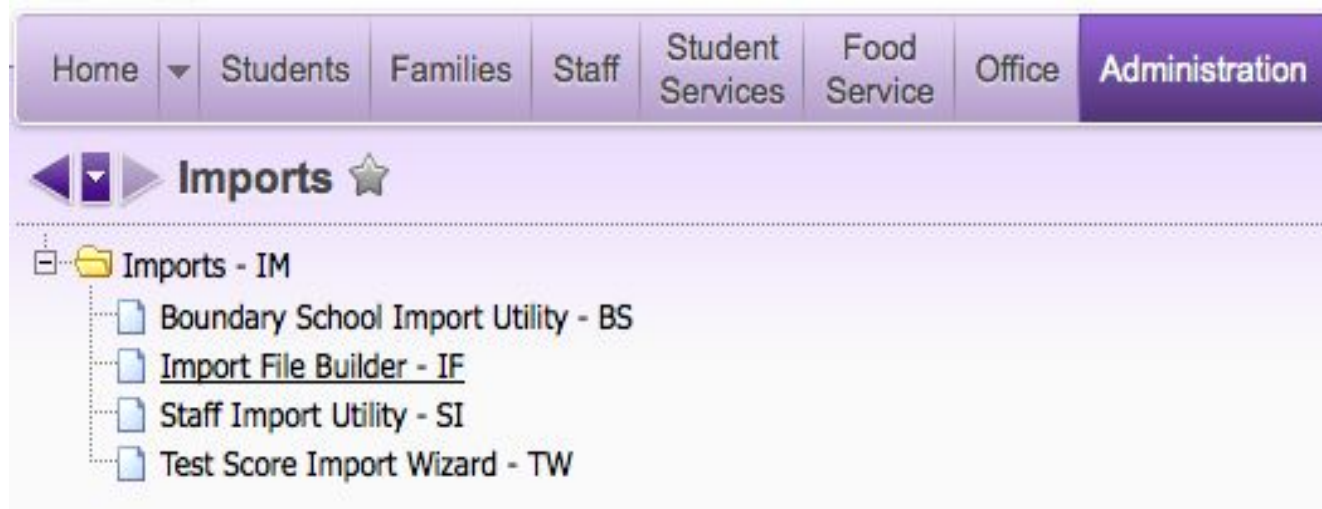 Home Students Families Staff Student Services Food Service Office Administration
Imports
Imports - IM
Boundary School Import Utility - BS
Import File Builder - IF
Staff Import Utility - SI
Test Score Import Wizard - TW